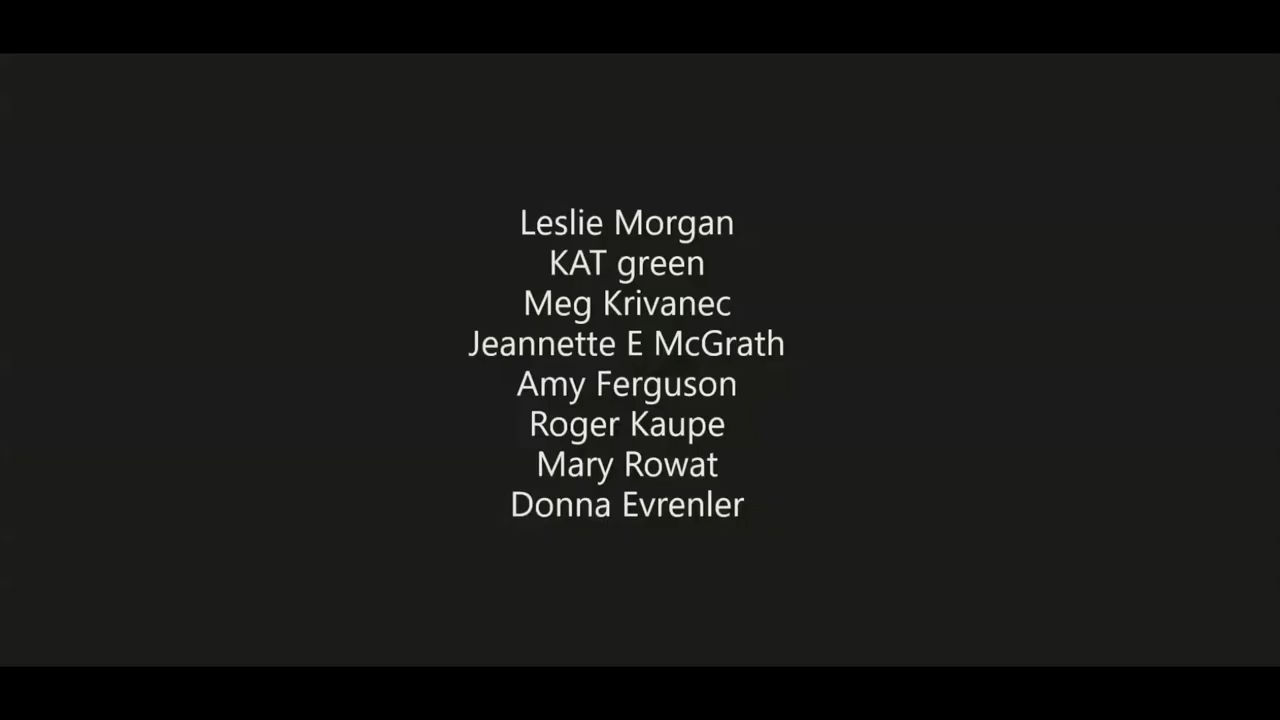 Leslie Morgan
KAT green
Meg Krivanec
Jeannette E McGrath
Amy Ferguson
Roger Kaupe
Mary Rowat
Donna Evrenler